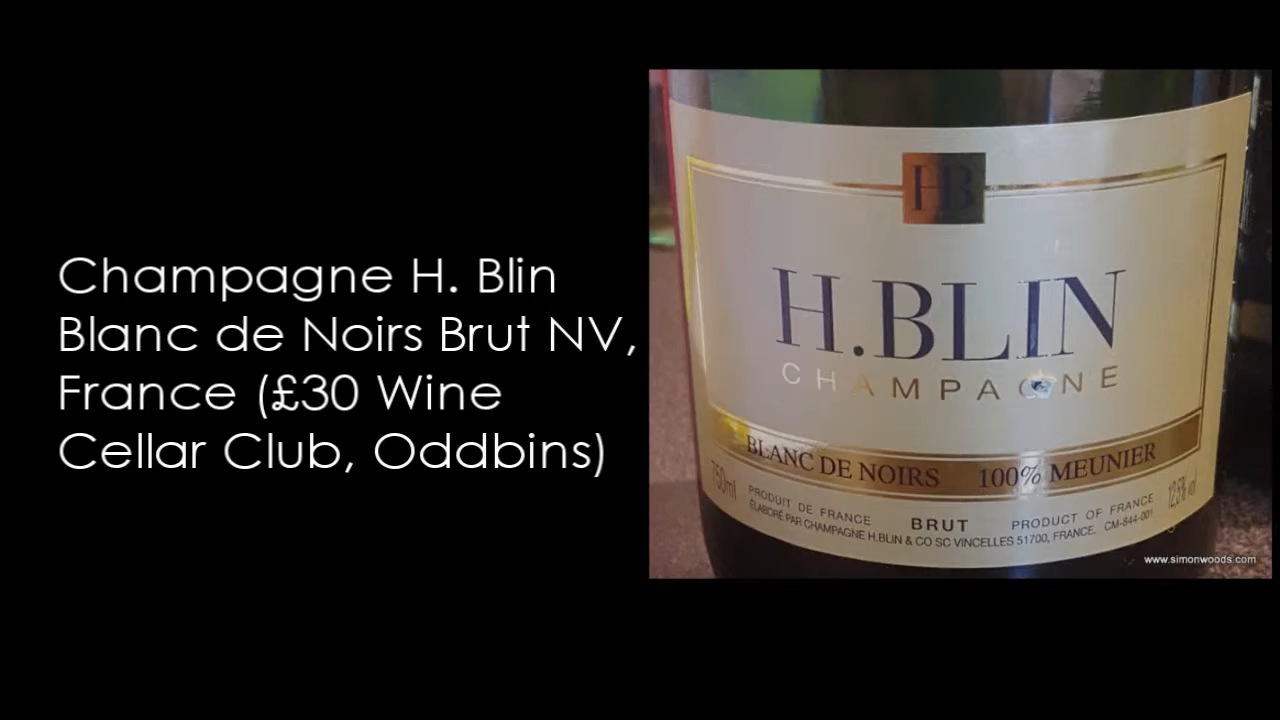 Champagne H. Blin
Blanc de Noirs Brut NV,
France (£30 Wine
Cellar Club, Oddbins)
HB
H.BLIN
CHAMPAGNE
BLANC DE NOIRS 100% MEUNIER
750ml
PRODUIT DE FRANCE BRUT PRODUCT OF FRANCE
12.5% vol
ÉLABORÉ PAR CHAMPAGNE H.BLIN & CO SC VINCELLES 51700, FRANCE. CM-844-001
www.simonwoods.com